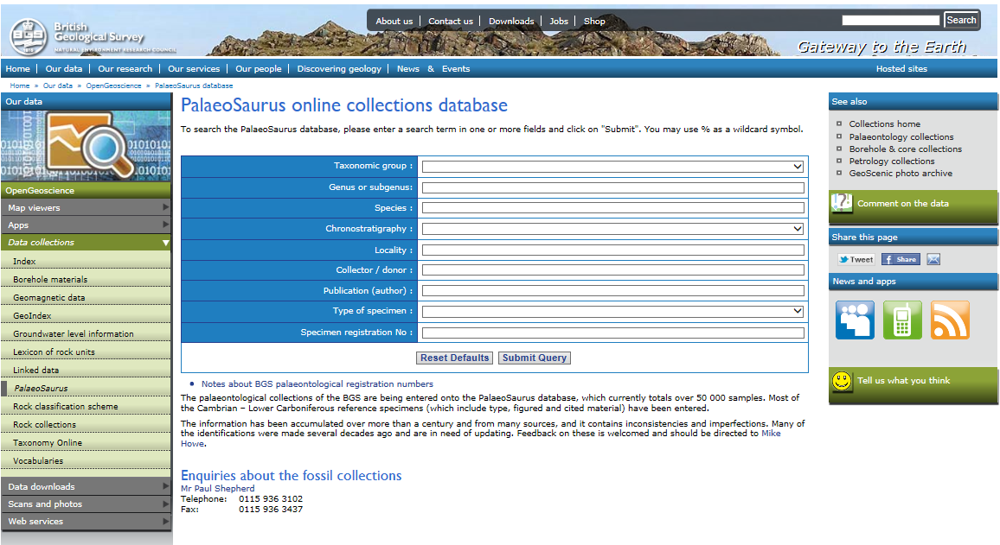 About us | Contact us | Downloads | Jobs | Shop
Search
British
Geological Survey
NATURAL ENVIRONMENT RESEARCH COUNCIL
BGS
1835
Gateway to the Earth
Home | Our data | Our research | Our services | Our people | Discovering geology | News & Events
Hosted sites
Home » Our data » OpenGeoscience » PalaeoSaurus database
Our data
OpenGeoscience
Map viewers
Apps
Data collections
Index
Borehole materials
Geomagnetic data
GeoIndex
Groundwater level information
Lexicon of rock units
Linked data
PalaeoSaurus
Rock classification scheme
Rock collections
Taxonomy Online
Vocabularies
Data downloads
Scans and photos
Web services
PalaeoSaurus online collections database
To search the PalaeoSaurus database, please enter a search term in one or more fields and click on "Submit". You may use % as a wildcard symbol.
Taxonomic group :
Genus or subgenus:
Species :
Chronostratigraphy :
Locality :
Collector / donor :
Publication (author) :
Type of specimen :
Specimen registration No :
Reset Defaults Submit Query
Notes about BGS palaeontological registration numbers
The palaeontological collections of the BGS are being entered onto the PalaeoSaurus database, which currently totals over 50 000 samples. Most of
the Cambrian – Lower Carboniferous reference specimens (which include type, figured and cited material) have been entered.
The information has been accumulated over more than a century and from many sources, and it contains inconsistencies and imperfections. Many of
the identifications were made several decades ago and are in need of updating. Feedback on these is welcomed and should be directed to Mike
Howe.
Enquiries about the fossil collections
Mr Paul Shepherd
Telephone: 0115 936 3102
Fax: 0115 936 3437
See also
Collections home
Palaeontology collections
Borehole & core collections
Petrology collections
GeoScenic photo archive
Comment on the data
Share this page
Tweet
f Share
News and apps
Tell us what you think